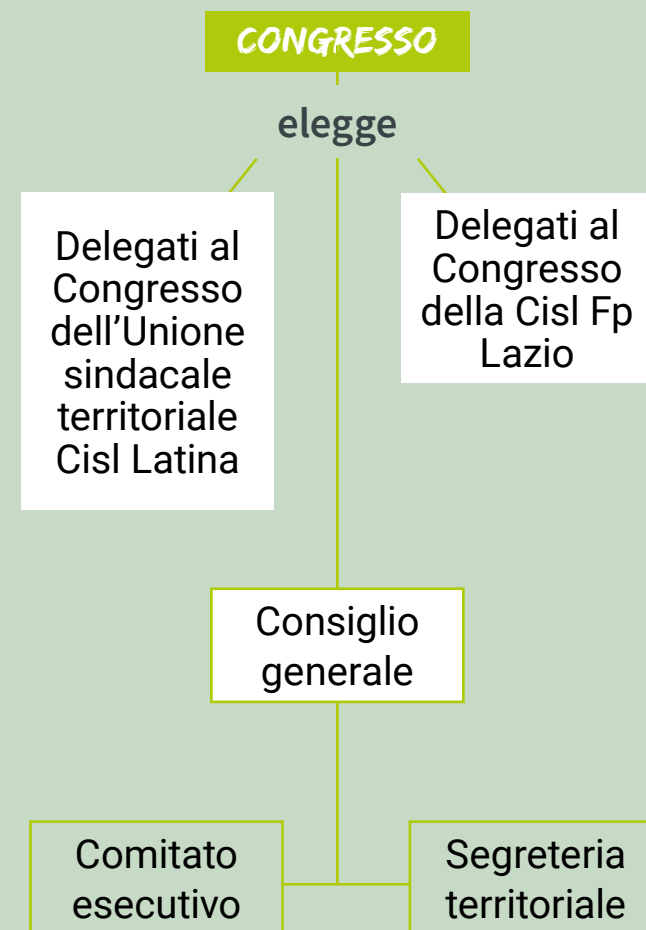 CONGRESSO
elegge
Delegati al
Congresso
dell’Unione
sindacale
territoriale
Cisl Latina
Delegati al
Congresso
della Cisl Fp
Lazio
Consiglio
generale
Comitato
esecutivo
Segreteria
territoriale